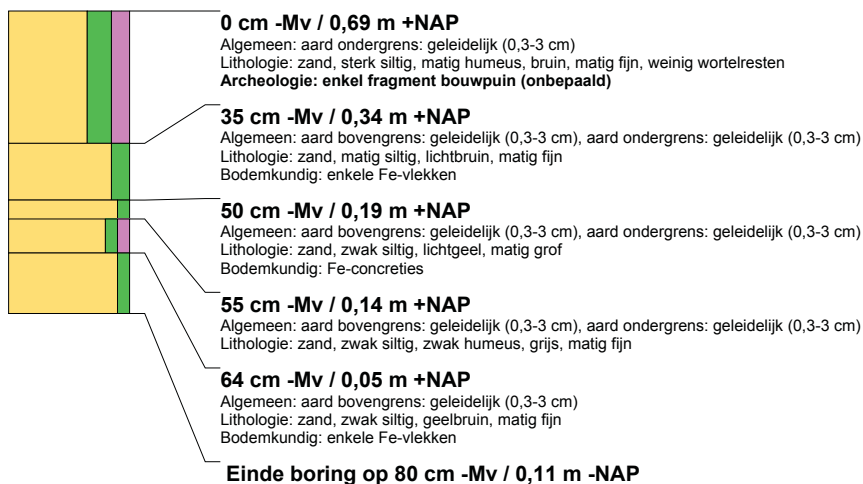 0 cm -Mv / 0,69 m +NAP
Algemeen: aard ondergrens: geleidelijk (0,3-3 cm)
Lithologie: zand, sterk siltig, matig humeus, bruin, matig fijn, weinig wortelresten
Archeologie: enkel fragment bouwpuin (onbepaald)
35 cm -Mv / 0,34 m +NAP
Algemeen: aard bovengrens: geleidelijk (0,3-3 cm), aard ondergrens: geleidelijk (0,3-3 cm)
Lithologie: zand, matig siltig, lichtbruin, matig fijn
Bodemkundig: enkele Fe-vlekken
50 cm -Mv / 0,19 m +NAP
Algemeen: aard bovengrens: geleidelijk (0,3-3 cm), aard ondergrens: geleidelijk (0,3-3 cm)
Lithologie: zand, zwak siltig, lichtgeel, matig grof
Bodemkundig: Fe-concreties
55 cm -Mv / 0,14 m +NAP
Algemeen: aard bovengrens: geleidelijk (0,3-3 cm), aard ondergrens: geleidelijk (0,3-3 cm)
Lithologie: zand, zwak siltig, zwak humeus, grijs, matig fijn
64 cm -Mv / 0,05 m +NAP
Algemeen: aard bovengrens: geleidelijk (0,3-3 cm)
Lithologie: zand, zwak siltig, geelbruin, matig fijn
Bodemkundig: enkele Fe-vlekken
Einde boring op 80 cm -Mv / 0,11 m -NAP